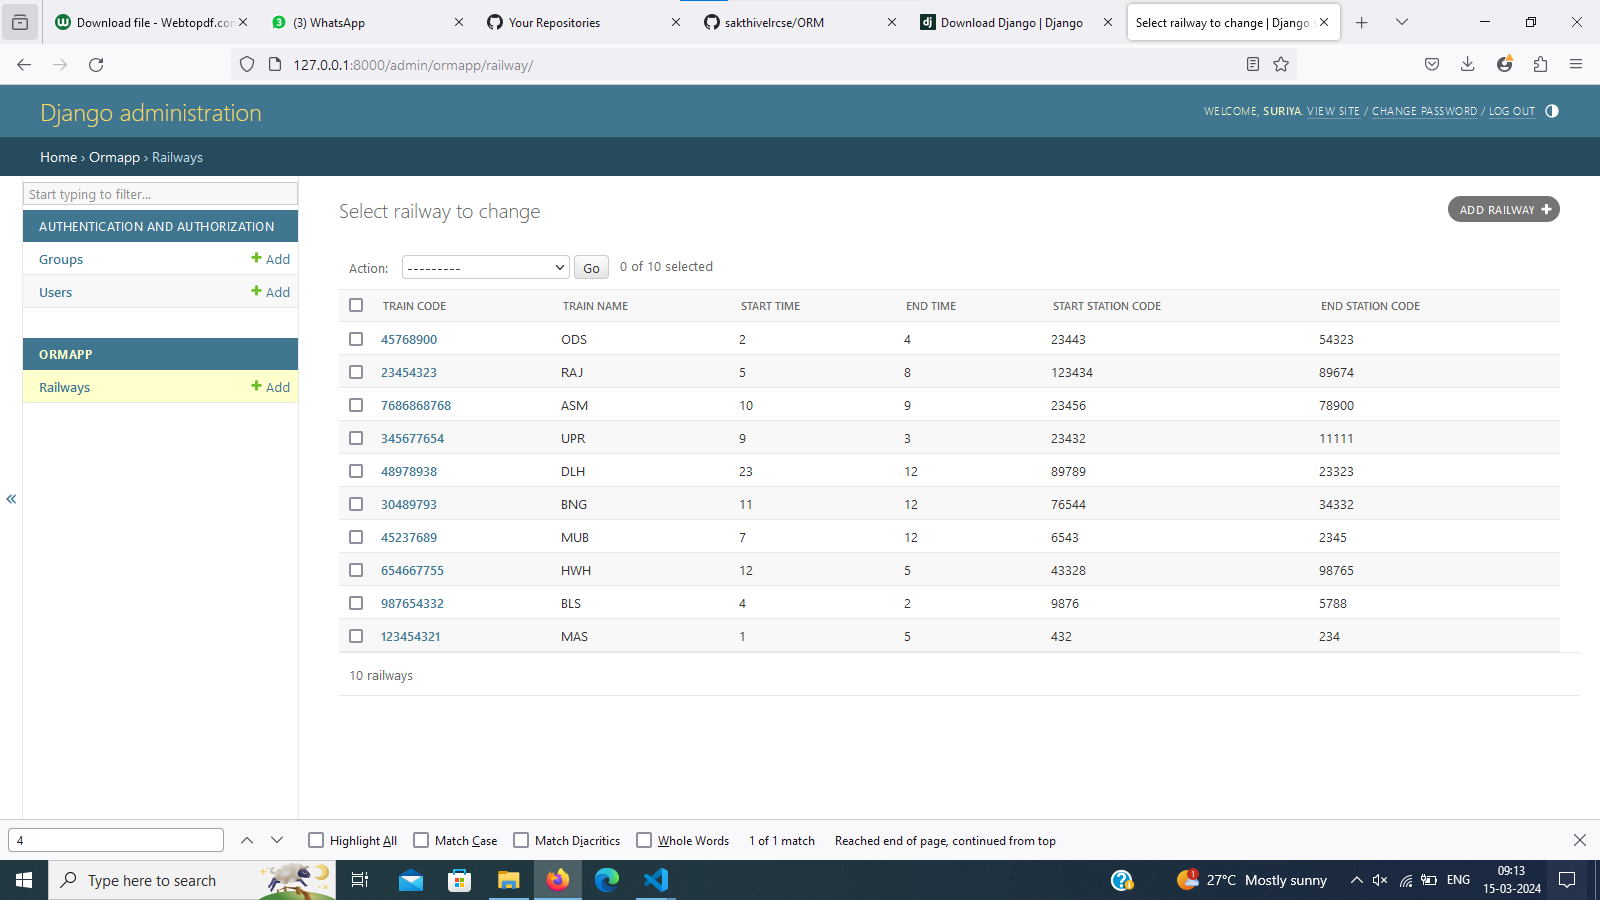 Download file - Webtopdf.com
3 (3) WhatsApp
Your Repositories
sakthivelrcse/ORM
dj Download Django | Django
Select railway to change | Django s
127.0.0.1:8000/admin/ormapp/railway/
Django administration
WELCOME, SURIYA. VIEW SITE / CHANGE PASSWORD / LOG OUT
Home › Ormapp › Railways
Start typing to filter...
AUTHENTICATION AND AUTHORIZATION
Groups + Add
Users + Add
ORMAPP
Railways + Add
«
Select railway to change
ADD RAILWAY +
Action: --------- Go 0 of 10 selected
TRAIN CODE TRAIN NAME START TIME END TIME START STATION CODE END STATION CODE
45768900 ODS 2 4 23443 54323
23454323 RAJ 5 8 123434 89674
7686868768 ASM 10 9 23456 78900
345677654 UPR 9 3 23432 11111
48978938 DLH 23 12 89789 23323
30489793 BNG 11 12 76544 34332
45237689 MUB 7 12 6543 2345
654667755 HWH 12 5 43328 98765
987654332 BLS 4 2 9876 5788
123454321 MAS 1 5 432 234
10 railways
4 Highlight All Match Case Match Diacritics Whole Words 1 of 1 match Reached end of page, continued from top
Type here to search
1 27°C Mostly sunny
ENG
09:13
15-03-2024